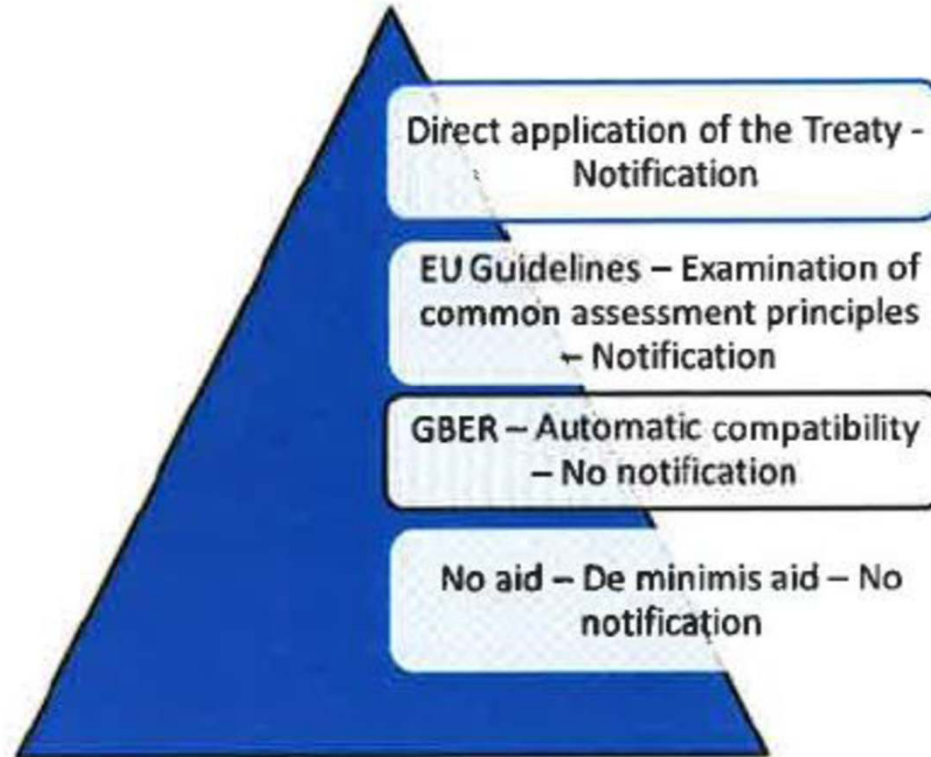 Direct application of the Treaty -
Notification
EU Guidelines – Examination of
common assessment principles
– Notification
GBER – Automatic compatibility
– No notification
No aid – De minimis aid – No
notification